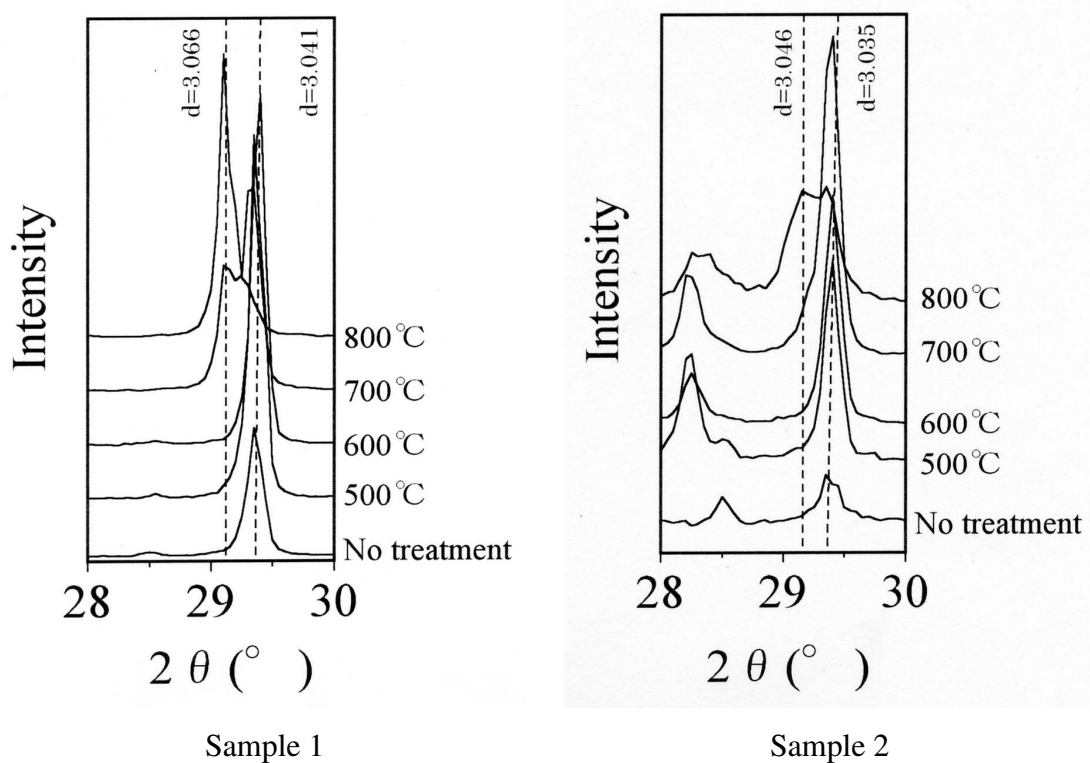 d=3.066
d=3.041
Intensity
800℃
700℃
600℃
500℃
No treatment
28 29 30
2 θ (° )
Sample 1
d=3.046
d=3.035
Intensity
800℃
700℃
600℃
500℃
No treatment
28 29 30
2 θ (° )
Sample 2